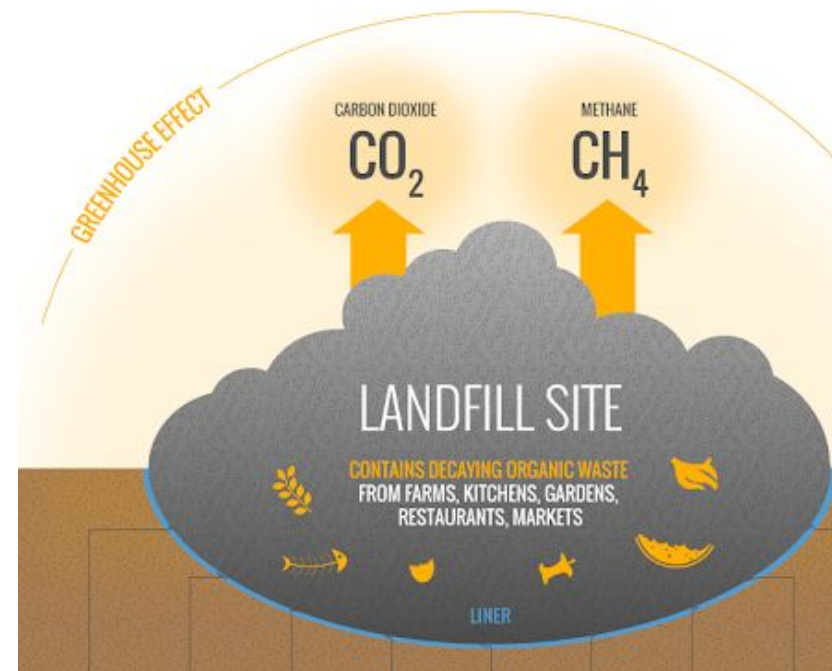 GREENHOUSE EFFECT
CARBON DIOXIDE
CO₂
METHANE
CH₄
LANDFILL SITE
CONTAINS DECAYING ORGANIC WASTE
FROM FARMS, KITCHENS, GARDENS,
RESTAURANTS, MARKETS
LINER